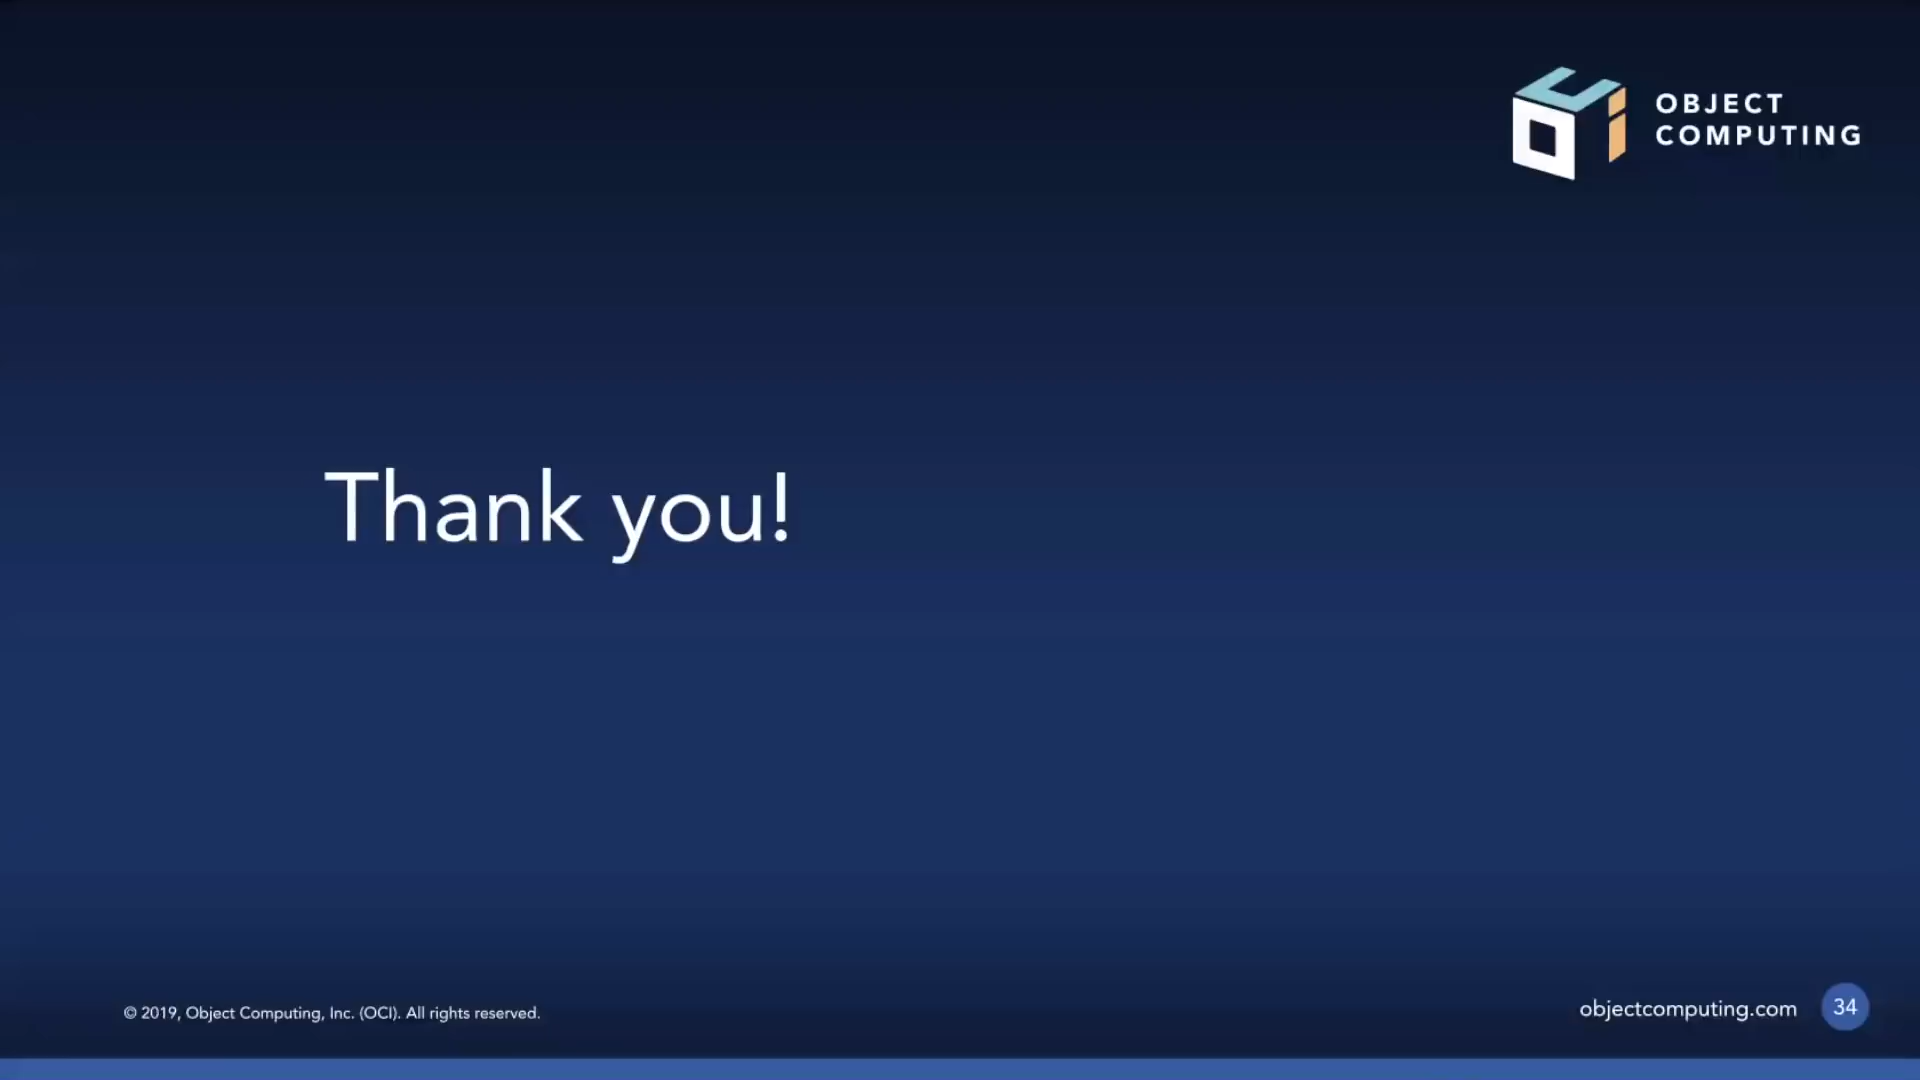 OBJECT
COMPUTING
Thank you!
© 2019, Object Computing, Inc. (OCI). All rights reserved.
objectcomputing.com 34